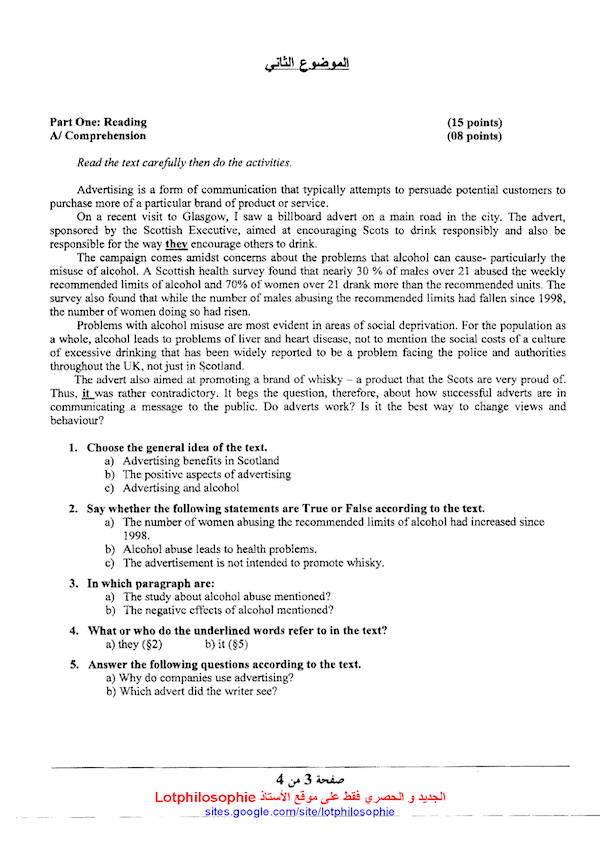 الموضوع الثاني
Part One: Reading (15 points)
A/ Comprehension (08 points)
Read the text carefully then do the activities.
Advertising is a form of communication that typically attempts to persuade potential customers to
purchase more of a particular brand of product or service.
On a recent visit to Glasgow, I saw a billboard advert on a main road in the city. The advert,
sponsored by the Scottish Executive, aimed at encouraging Scots to drink responsibly and also be
responsible for the way they encourage others to drink.
The campaign comes amidst concerns about the problems that alcohol can cause- particularly the
misuse of alcohol. A Scottish health survey found that nearly 30 % of males over 21 abused the weekly
recommended limits of alcohol and 70% of women over 21 drank more than the recommended units. The
survey also found that while the number of males abusing the recommended limits had fallen since 1998,
the number of women doing so had risen.
Problems with alcohol misuse are most evident in areas of social deprivation. For the population as
a whole, alcohol leads to problems of liver and heart disease, not to mention the social costs of a culture
of excessive drinking that has been widely reported to be a problem facing the police and authorities
throughout the UK, not just in Scotland.
The advert also aimed at promoting a brand of whisky – a product that the Scots are very proud of.
Thus, it was rather contradictory. It begs the question, therefore, about how successful adverts are in
communicating a message to the public. Do adverts work? Is it the best way to change views and
behaviour?
1. Choose the general idea of the text.
a) Advertising benefits in Scotland
b) The positive aspects of advertising
c) Advertising and alcohol
2. Say whether the following statements are True or False according to the text.
a) The number of women abusing the recommended limits of alcohol had increased since
1998.
b) Alcohol abuse leads to health problems.
c) The advertisement is not intended to promote whisky.
3. In which paragraph are:
a) The study about alcohol abuse mentioned?
b) The negative effects of alcohol mentioned?
4. What or who do the underlined words refer to in the text?
a) they (§2) b) it (§5)
5. Answer the following questions according to the text.
a) Why do companies use advertising?
b) Which advert did the writer see?
صفحة 3 من 4
الجديد و الحصري فقط على موقع الأستاذ Lotphilosophie
sites.google.com/site/lotphilosophie